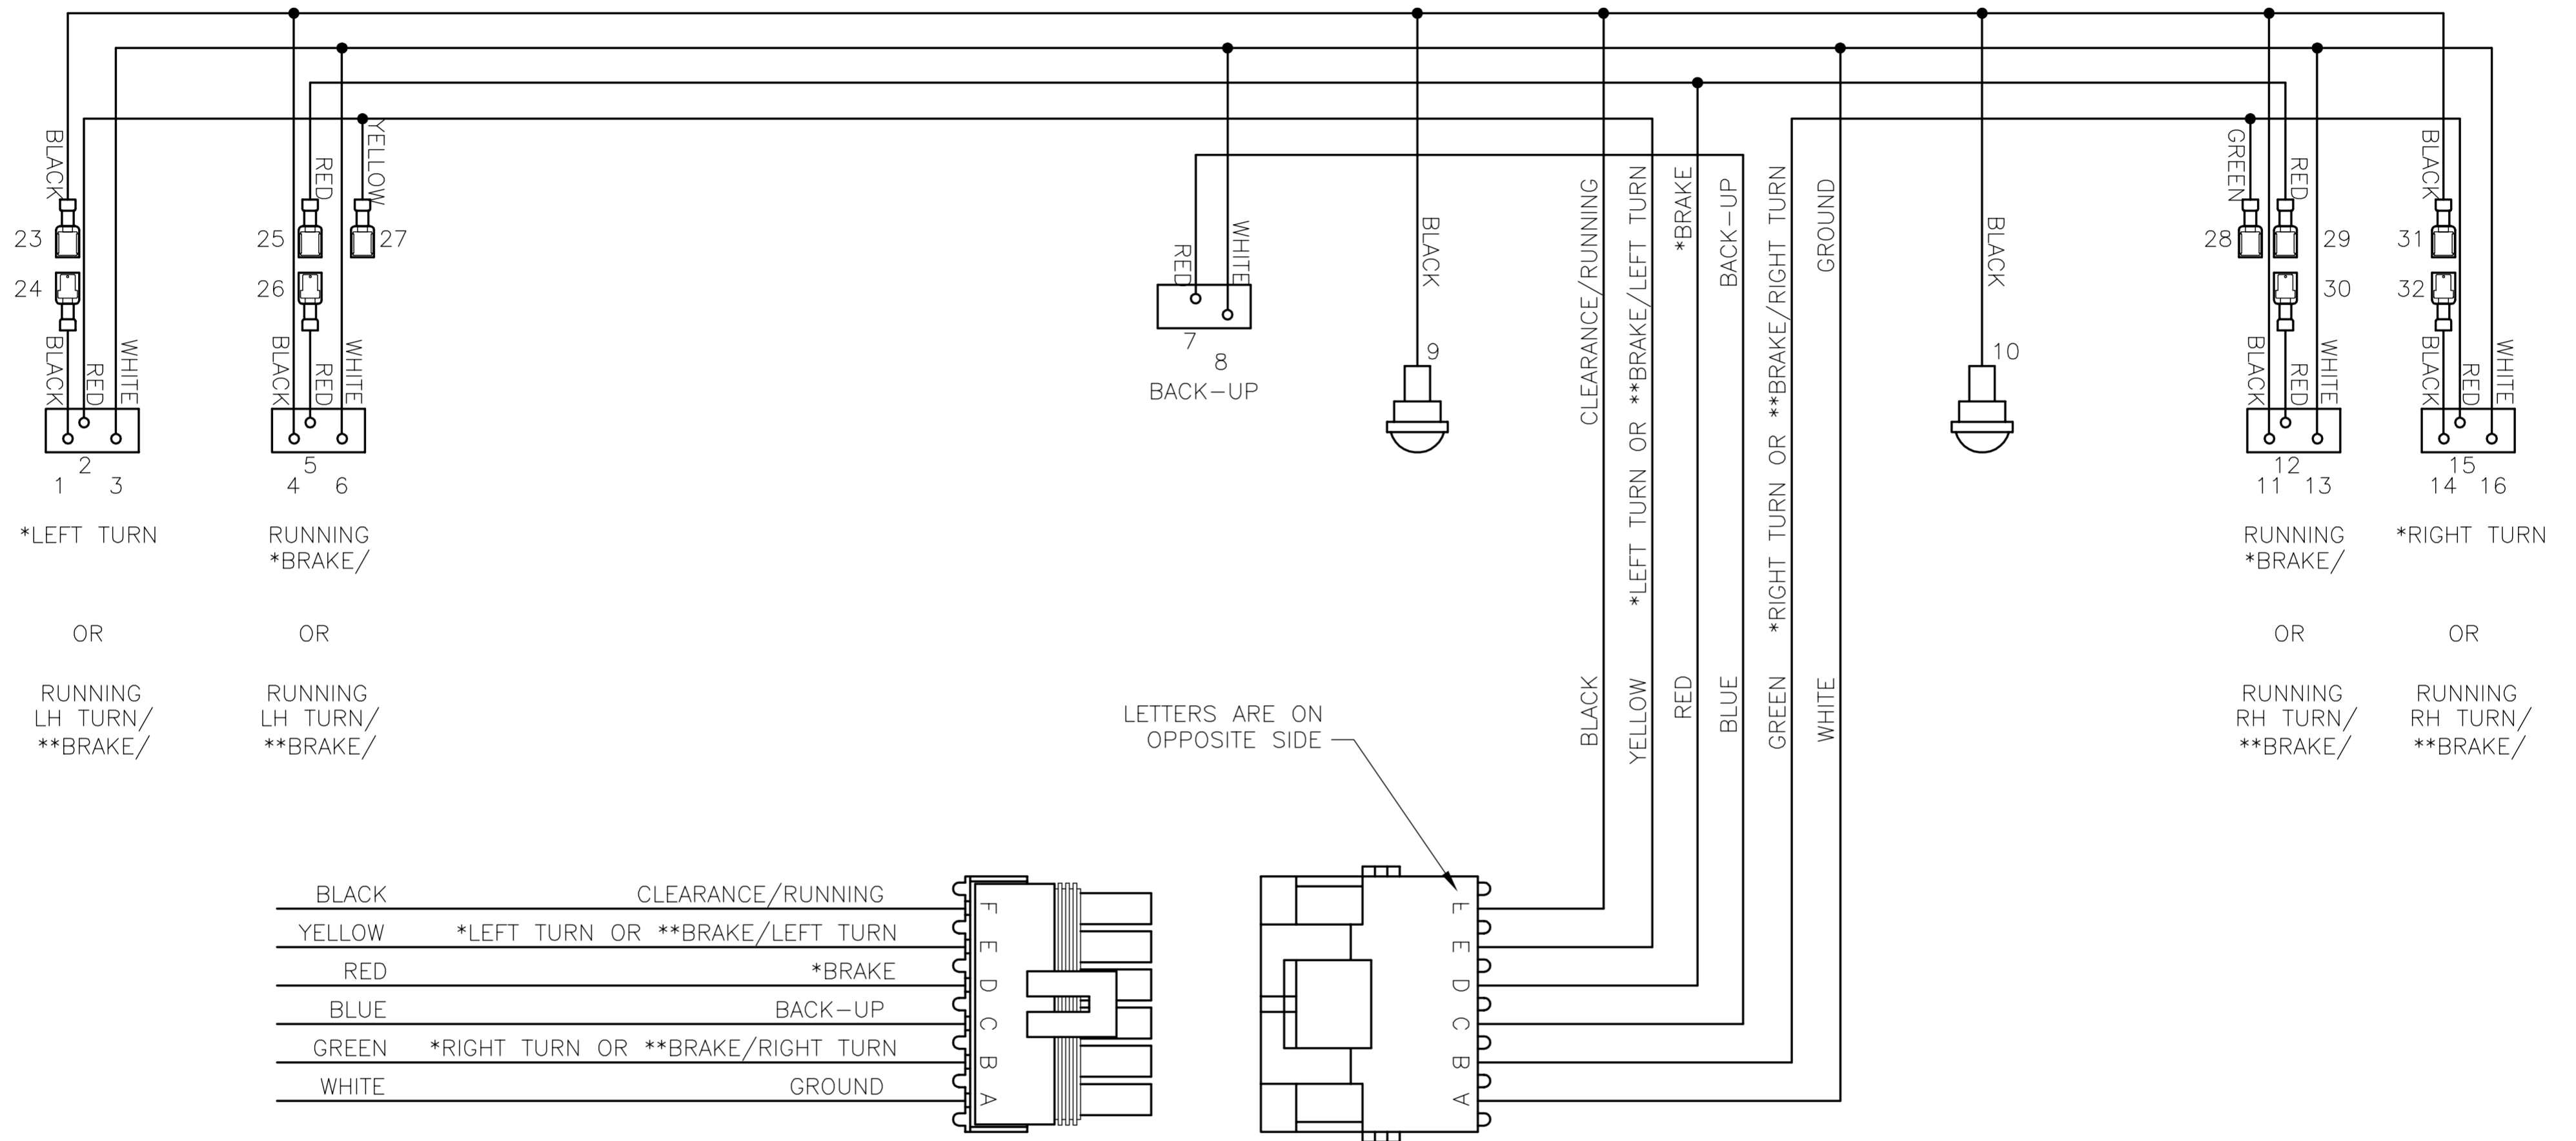 BLACK
23
24
BLACK
RED
WHITE
2
1 3
*LEFT TURN
OR
RUNNING
LH TURN/
**BRAKE/
RED
YELLOW
25
27
26
BLACK
RED
WHITE
5
4 6
RUNNING
*BRAKE/
OR
RUNNING
LH TURN/
**BRAKE/
RED
WHITE
7
8
BACK-UP
BLACK
9
CLEARANCE/RUNNING
BLACK
*LEFT TURN OR **BRAKE/LEFT TURN
YELLOW
*BRAKE
RED
BACK-UP
BLUE
*RIGHT TURN OR **BRAKE/RIGHT TURN
GREEN
GROUND
WHITE
BLACK
10
GREEN
RED
28
29
30
BLACK
RED
WHITE
12
11 13
RUNNING
*BRAKE/
OR
RUNNING
RH TURN/
**BRAKE/
BLACK
31
32
BLACK
RED
WHITE
15
14 16
*RIGHT TURN
OR
RUNNING
RH TURN/
**BRAKE/
LETTERS ARE ON
OPPOSITE SIDE
BLACK CLEARANCE/RUNNING F
YELLOW *LEFT TURN OR **BRAKE/LEFT TURN E
RED *BRAKE D
BLUE BACK-UP C
GREEN *RIGHT TURN OR **BRAKE/RIGHT TURN B
WHITE GROUND A
F
E
D
C
B
A